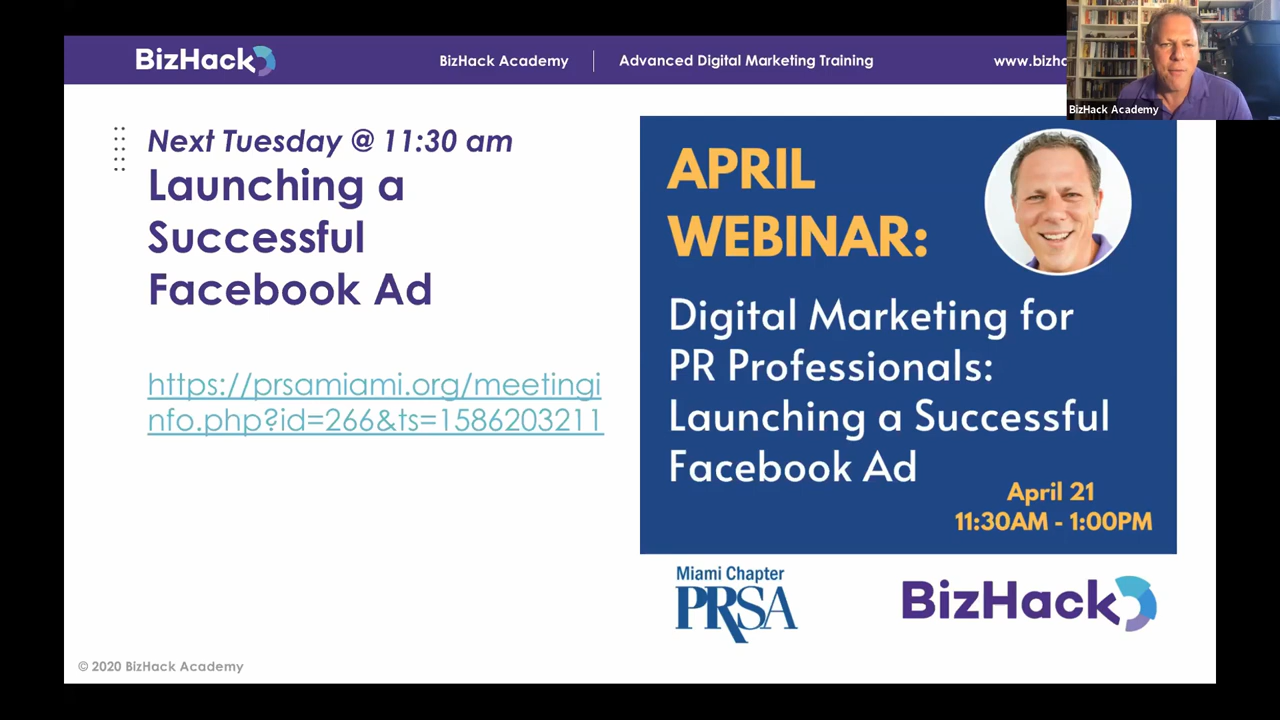 BizHack
BizHack Academy
Advanced Digital Marketing Training
BizHack Academy
Next Tuesday @ 11:30 am
Launching a
Successful
Facebook Ad
https://prsamiami.org/meetingi
nfo.php?id=266&ts=1586203211
APRIL
WEBINAR:
Digital Marketing for
PR Professionals:
Launching a Successful
Facebook Ad
April 21
11:30AM - 1:00PM
Miami Chapter
PRSA
BizHack
© 2020 BizHack Academy